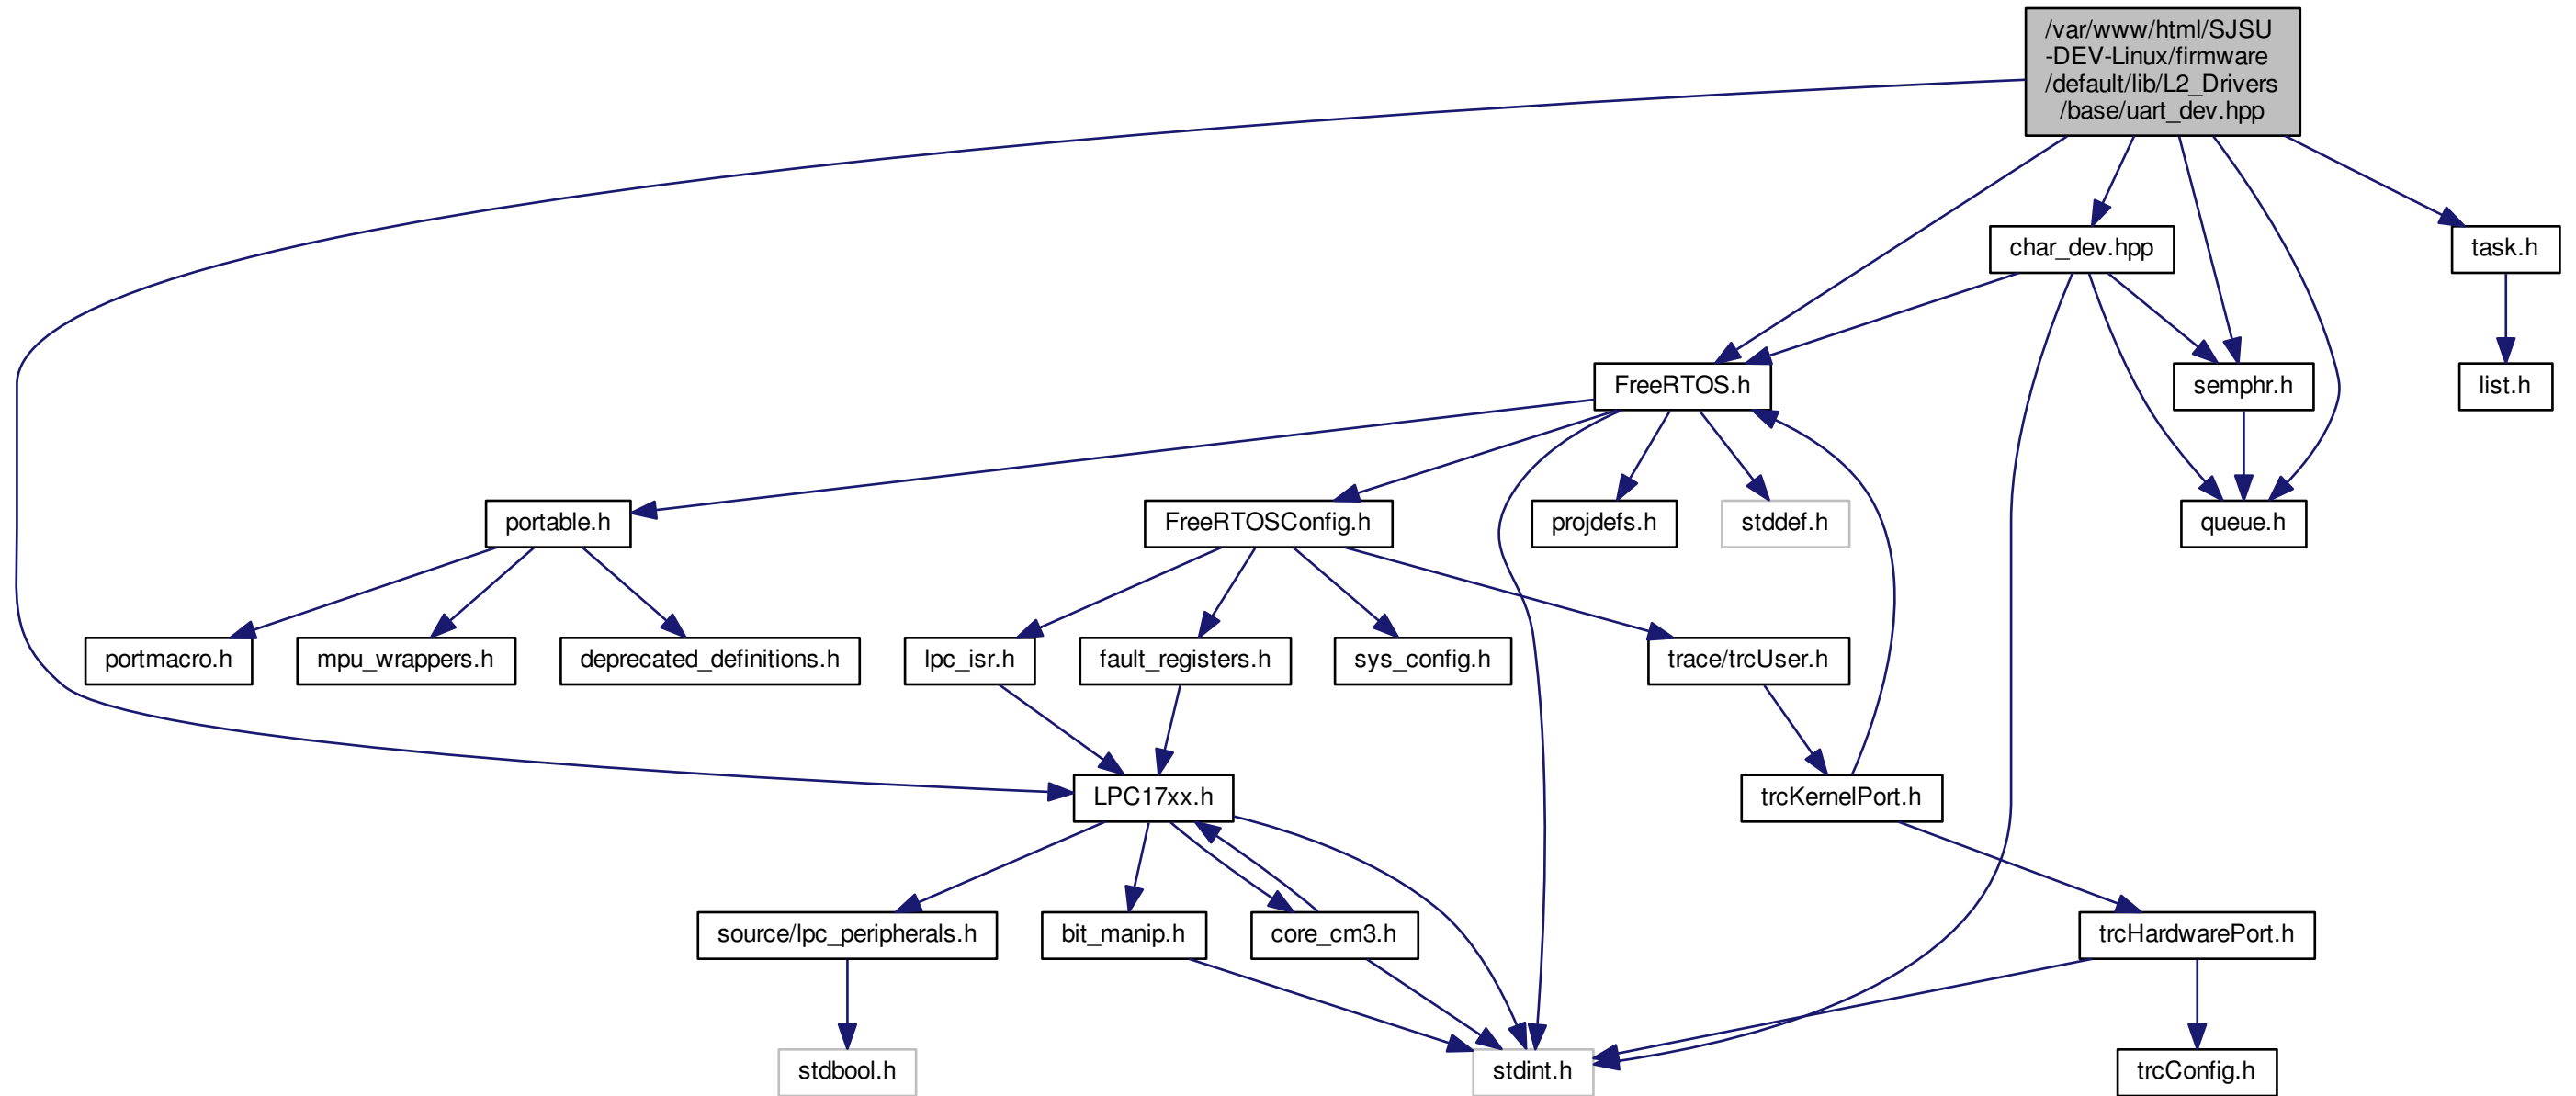 /var/www/html/SJSU
-DEV-Linux/firmware
/default/lib/L2_Drivers
/base/uart_dev.hpp
char_dev.hpp
task.h
FreeRTOS.h
semphr.h
list.h
portable.h
FreeRTOSConfig.h
projdefs.h
stddef.h
queue.h
portmacro.h
mpu_wrappers.h
deprecated_definitions.h
lpc_isr.h
fault_registers.h
sys_config.h
trace/trcUser.h
LPC17xx.h
trcKernelPort.h
source/lpc_peripherals.h
bit_manip.h
core_cm3.h
trcHardwarePort.h
stdbool.h
stdint.h
trcConfig.h